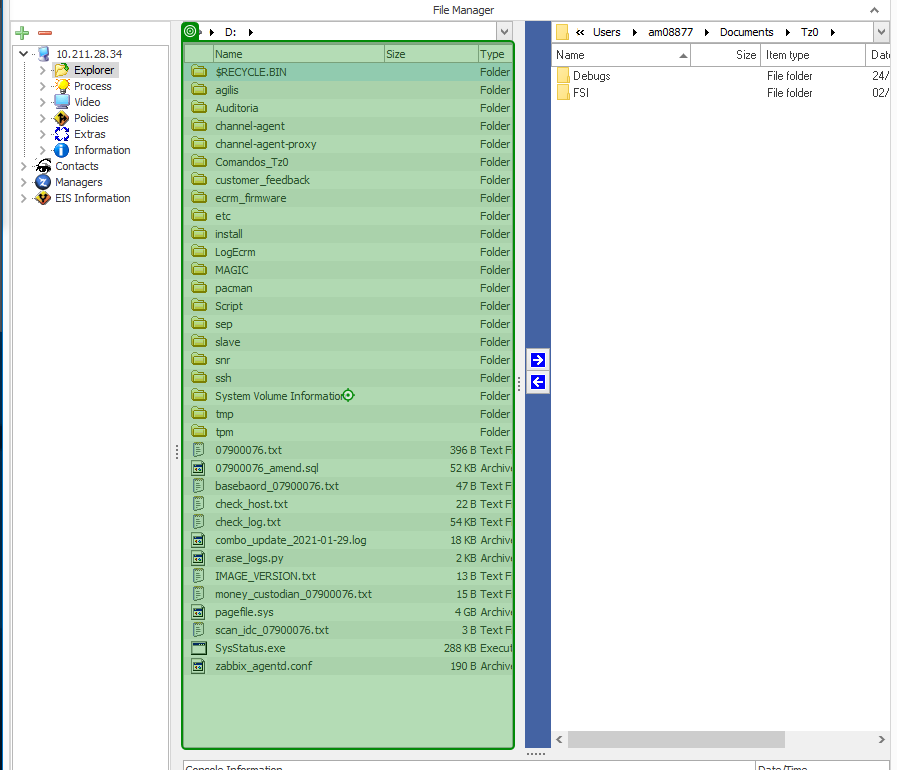 File Manager
10.211.28.34
Explorer
Process
Video
Policies
Extras
Information
Contacts
Managers
EIS Information
D:
Name Size Type
$RECYCLE.BIN Folder
agilis Folder
Auditoria Folder
channel-agent Folder
channel-agent-proxy Folder
Comandos_Tz0 Folder
customer_feedback Folder
ecrm_firmware Folder
etc Folder
install Folder
LogEcrm Folder
MAGIC Folder
pacman Folder
Script Folder
sep Folder
slave Folder
snr Folder
ssh Folder
System Volume Information Folder
tmp Folder
tpm Folder
07900076.txt 396 B Text F
07900076_amend.sql 52 KB Archive
basebaord_07900076.txt 47 B Text F
check_host.txt 22 B Text F
check_log.txt 54 KB Text F
combo_update_2021-01-29.log 18 KB Archive
erase_logs.py 2 KB Archive
IMAGE_VERSION.txt 13 B Text F
money_custodian_07900076.txt 15 B Text F
pagefile.sys 4 GB Archive
scan_idc_07900076.txt 3 B Text F
SysStatus.exe 288 KB Execut
zabbix_agentd.conf 190 B Archive
« Users am08877 Documents Tz0
Name Size Item type Date
Debugs File folder 24/
FSI File folder 02/
Console Information Date/Time